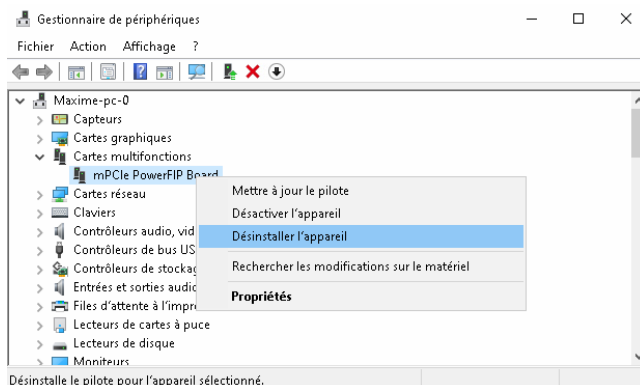 Gestionnaire de périphériques
Fichier Action Affichage ?
Maxime-pc-0
Capteurs
Cartes graphiques
Cartes multifonctions
mPCIe PowerFIP Board
Cartes réseau
Claviers
Contrôleurs audio, vid
Contrôleurs de bus US
Contrôleurs de stockag
Entrées et sorties audio
Files d'attente à l'impre
Lecteurs de cartes à puce
Lecteurs de disque
Moniteurs
Mettre à jour le pilote
Désactiver l'appareil
Désinstaller l'appareil
Rechercher les modifications sur le matériel
Propriétés
Désinstalle le pilote pour l'appareil sélectionné.